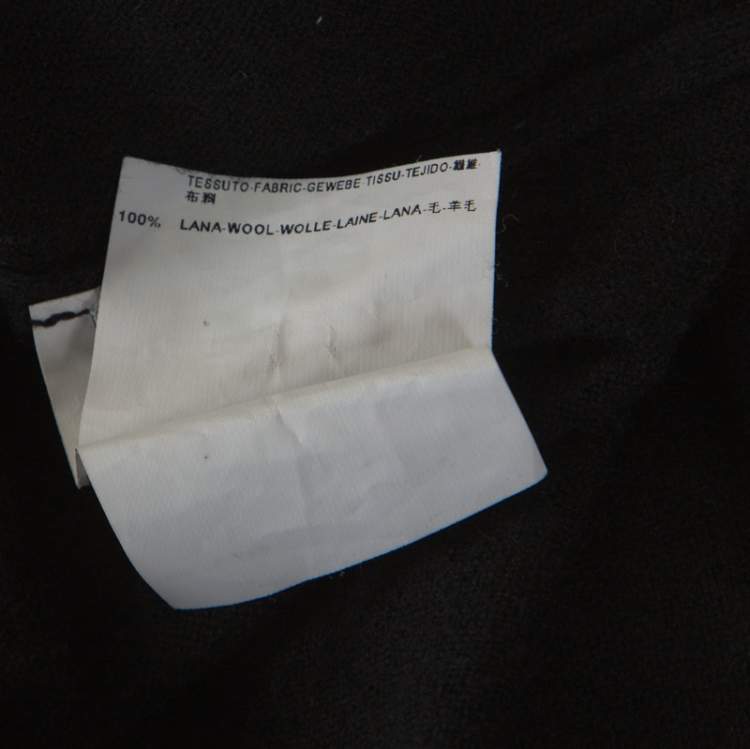 TESSUTO-FABRIC-GEWEBE-TISSU-TEJIDO-
布料
100% LANA-WOOL-WOLLE-LAINE-LANA-毛-羊毛